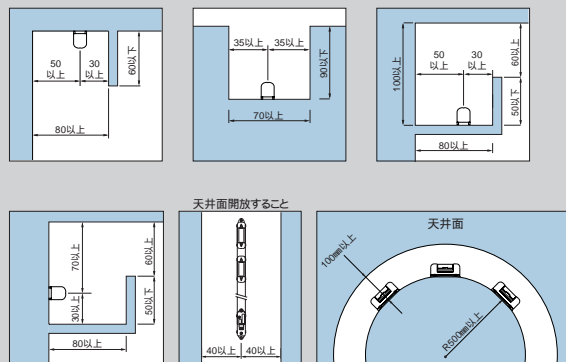 50
以上
30
以上
60以下
80以上
35以上
35以上
90以下
70以上
100以上
50
以上
30
以上
60以上
50以下
80以上
70以上
30以上
60以上
50以下
80以上
天井面開放すること
40以上
40以上
天井面
100mm以上
R500mm以上